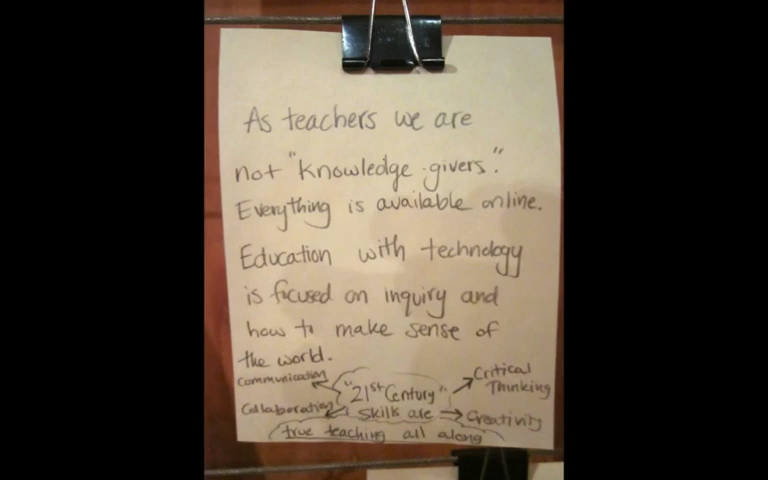 As teachers we are
not "knowledge givers."
Everything is available online.
Education with technology
is focused on inquiry and
how to make sense of
the world.
Communication
Critical
Thinking
"21st Century"
Collaboration
skills are
Creativity
true teaching all along